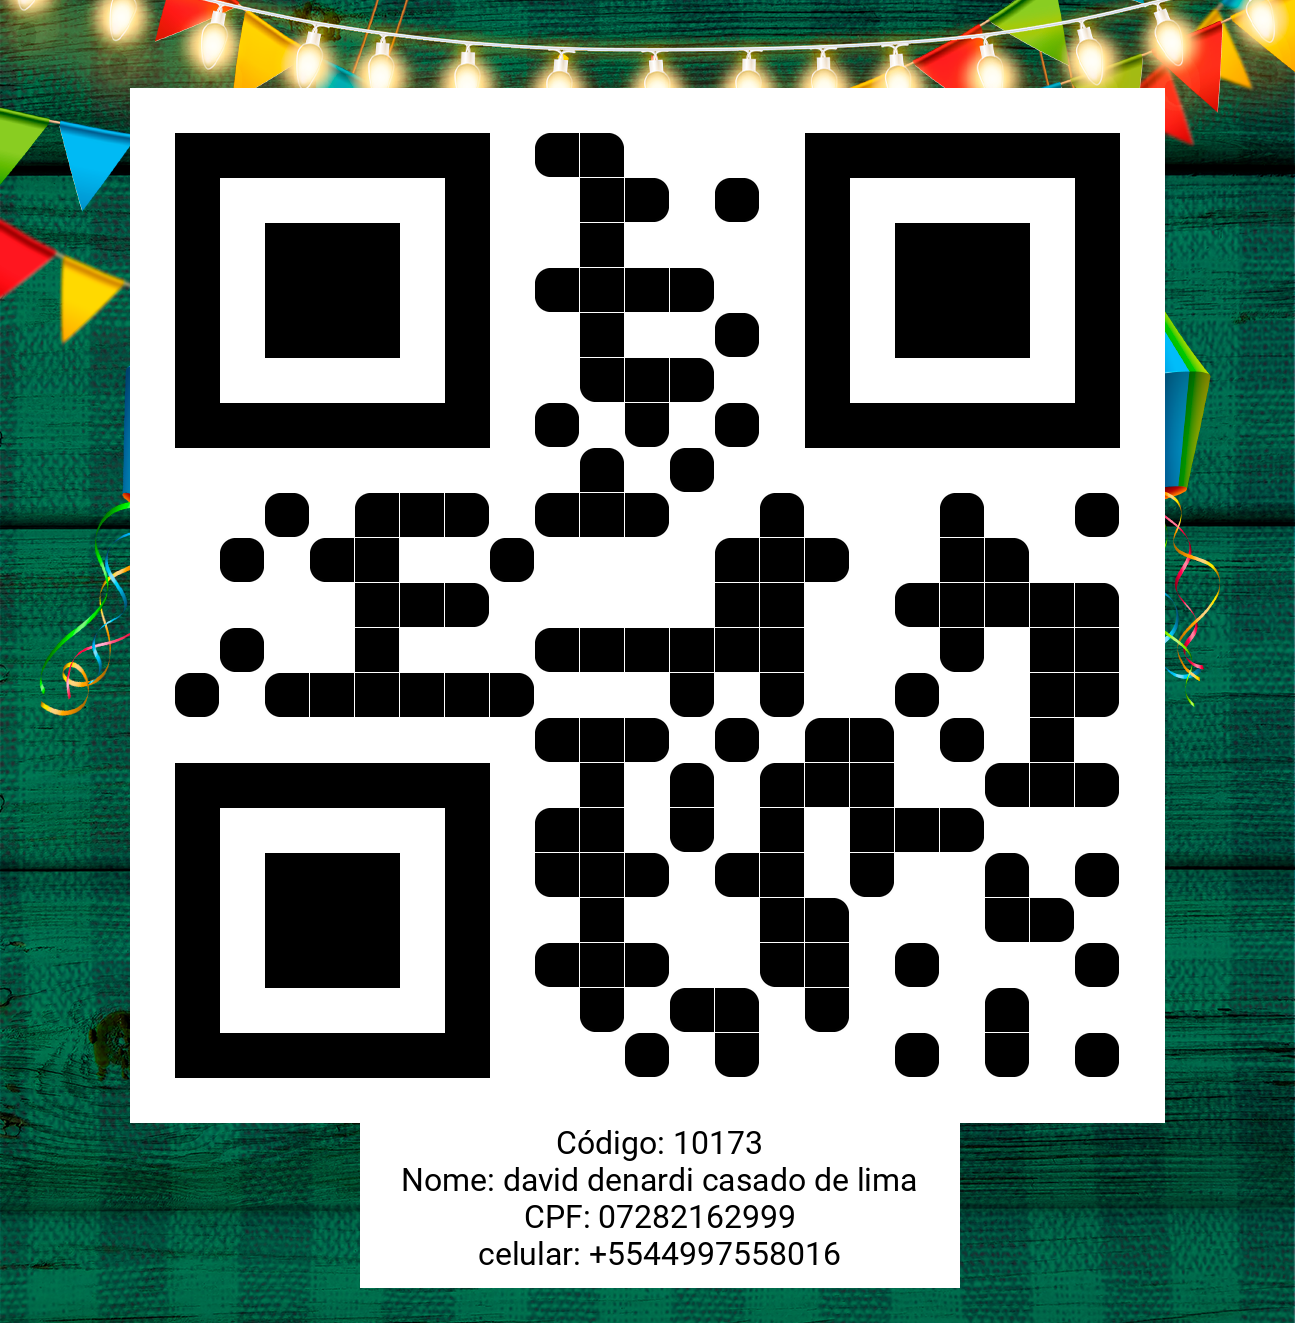 Código: 10173
Nome: david denardi casado de lima
CPF: 07282162999
celular: +5544997558016